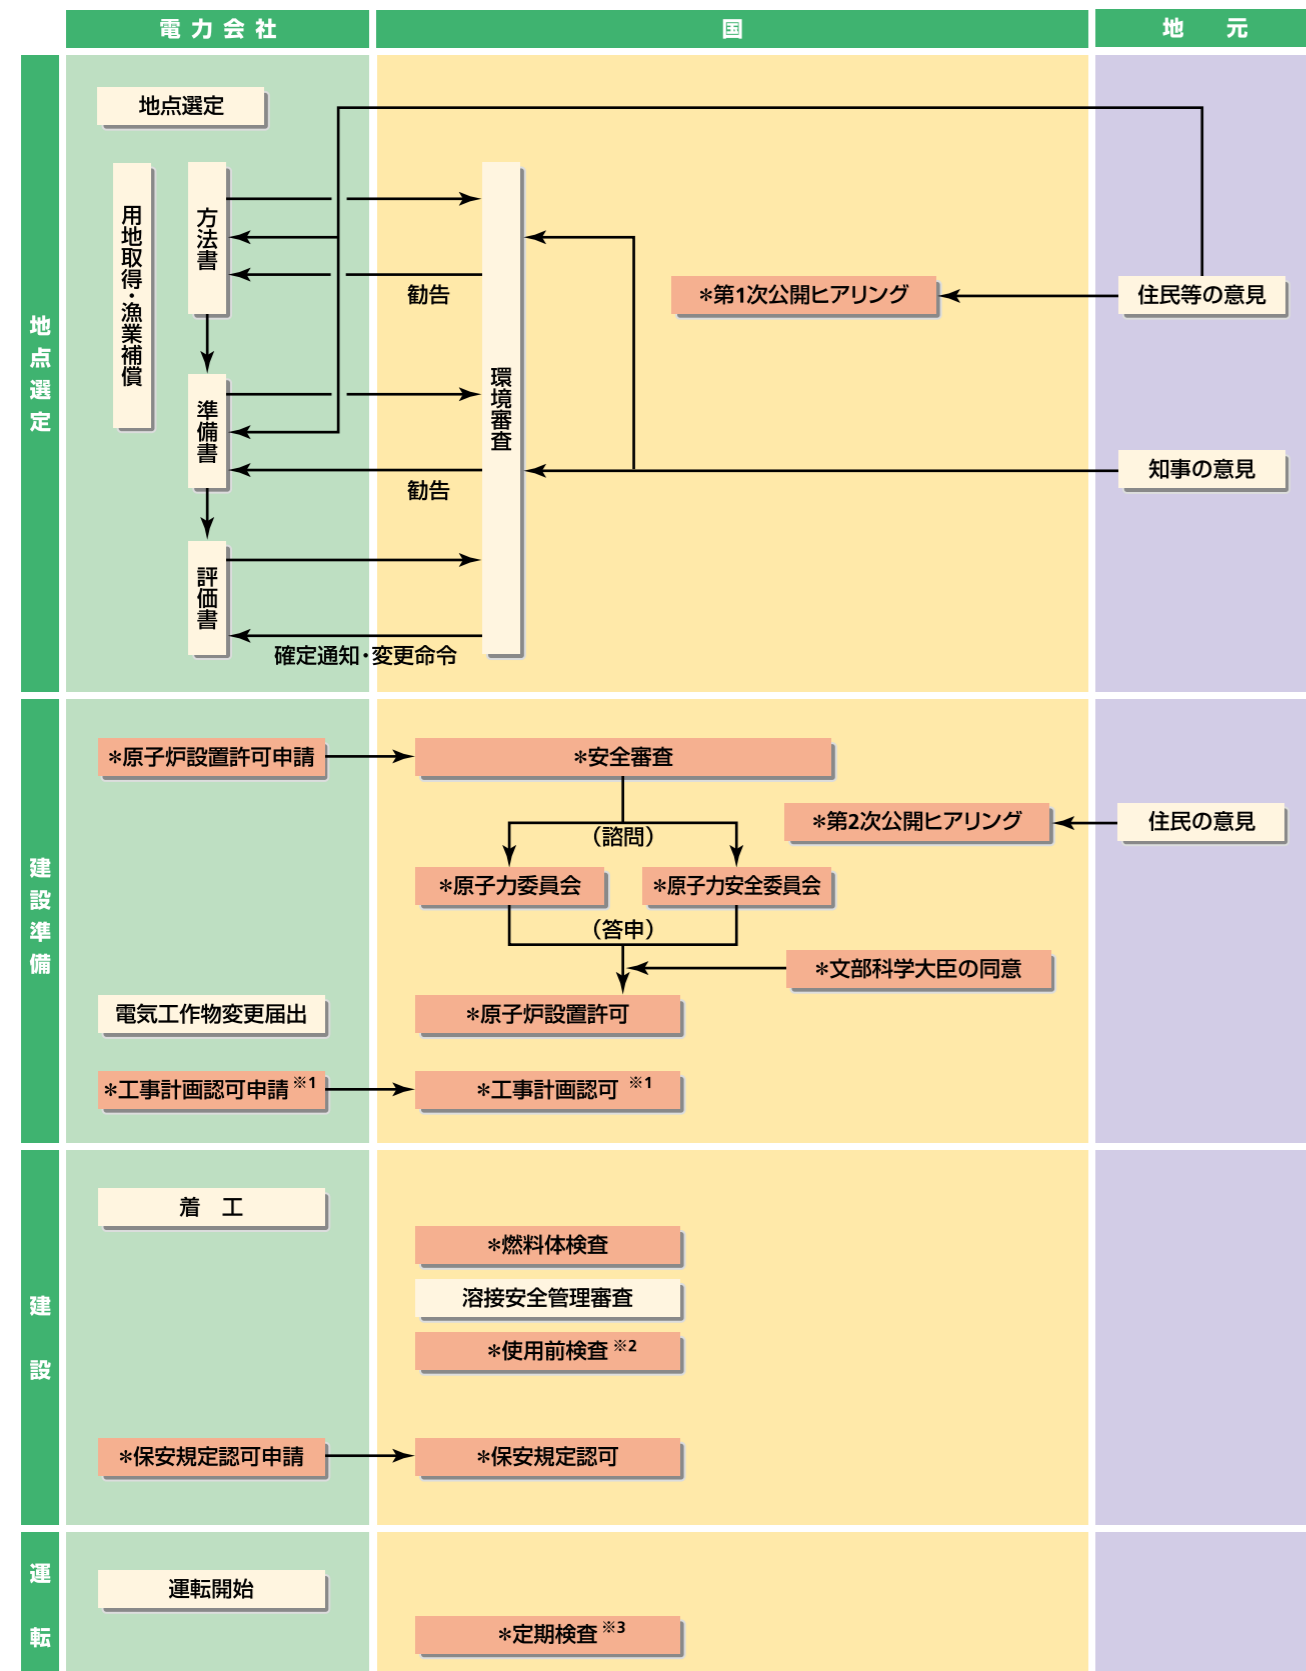 電力会社
国
地　元
地点選定
地点選定
用地取得・漁業補償
方法書
勧告
環境審査
＊第1次公開ヒアリング
住民等の意見
準備書
勧告
知事の意見
評価書
確定通知・変更命令
建設準備
＊原子炉設置許可申請
＊安全審査
＊第2次公開ヒアリング
住民の意見
（諮問）
＊原子力委員会
＊原子力安全委員会
（答申）
＊文部科学大臣の同意
電気工作物変更届出
＊原子炉設置許可
＊工事計画認可申請※1
＊工事計画認可　※1
建　設
着　工
＊燃料体検査
溶接安全管理審査
＊使用前検査※2
＊保安規定認可申請
＊保安規定認可
運　転
運転開始
＊定期検査※3